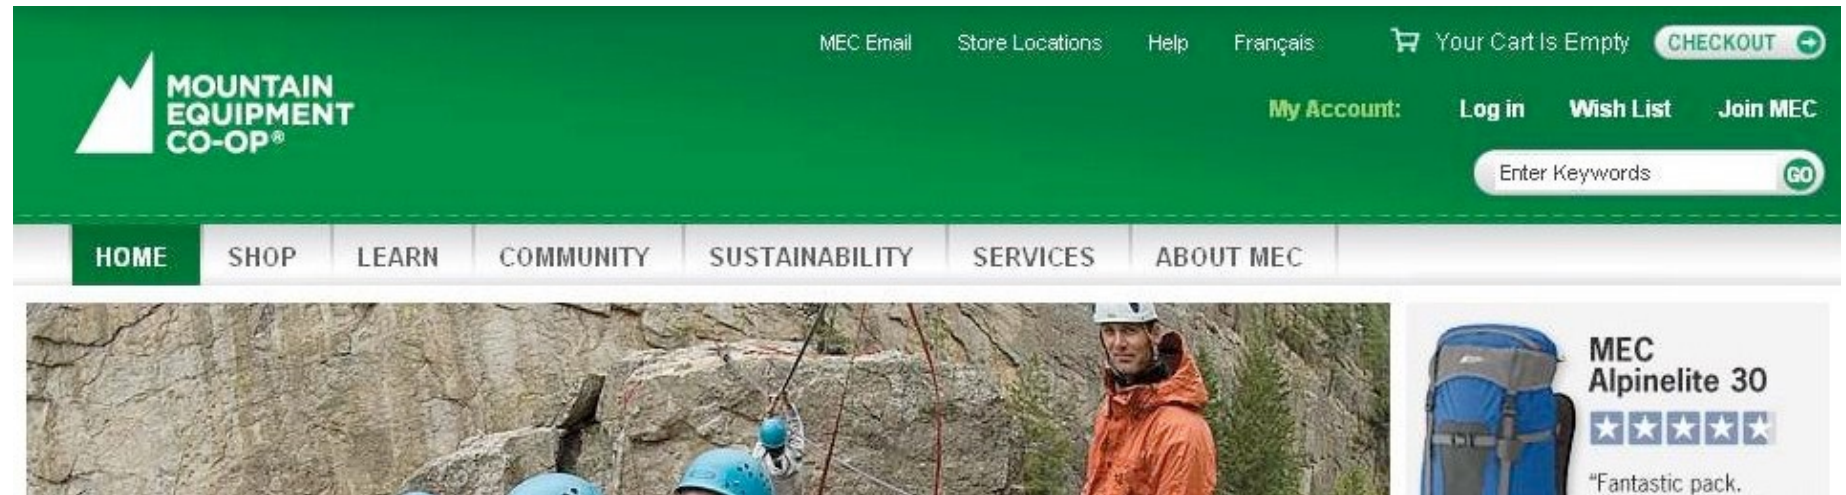 MEC Email Store Locations Help Français Your Cart Is Empty CHECKOUT
MOUNTAIN
EQUIPMENT
CO-OP®
My Account: Log in Wish List Join MEC
Enter Keywords GO
HOME SHOP LEARN COMMUNITY SUSTAINABILITY SERVICES ABOUT MEC
MEC
Alpinelite 30
"Fantastic pack.